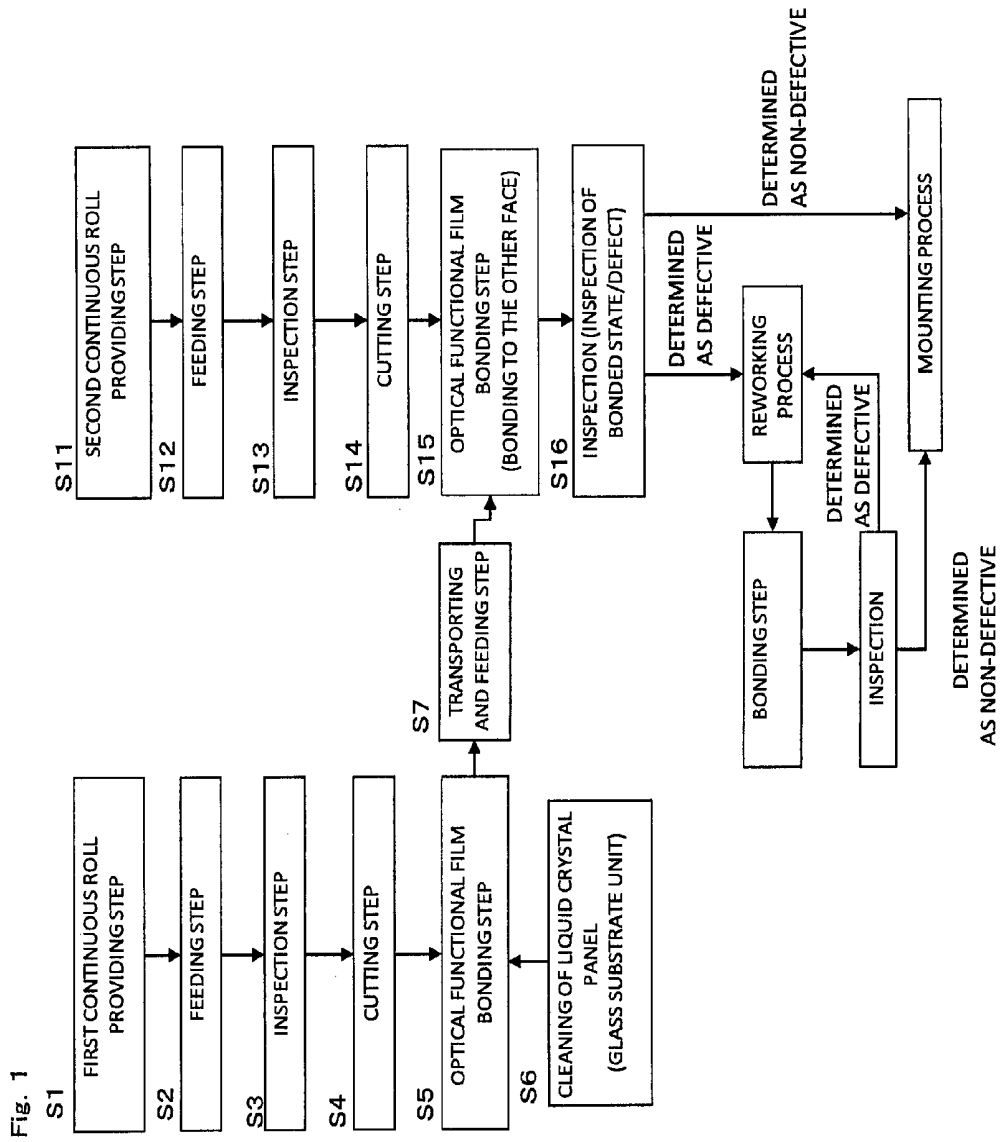 Fig. 1
S1
FIRST CONTINUOUS ROLL
PROVIDING STEP
S2
FEEDING STEP
S3
INSPECTION STEP
S4
CUTTING STEP
S5
OPTICAL FUNCTIONAL FILM
BONDING STEP
S6
CLEANING OF LIQUID CRYSTAL
PANEL
(GLASS SUBSTRATE UNIT)
S7
TRANSPORTING
AND FEEDING STEP
S11
SECOND CONTINUOUS ROLL
PROVIDING STEP
S12
FEEDING STEP
S13
INSPECTION STEP
S14
CUTTING STEP
S15
OPTICAL FUNCTIONAL FILM
BONDING STEP
(BONDING TO THE OTHER FACE)
S16
INSPECTION (INSPECTION OF
BONDED STATE/DEFECT)
DETERMINED
AS DEFECTIVE
DETERMINED
AS NON-DEFECTIVE
REWORKING
PROCESS
BONDING STEP
DETERMINED
AS DEFECTIVE
INSPECTION
MOUNTING PROCESS
DETERMINED
AS NON-DEFECTIVE